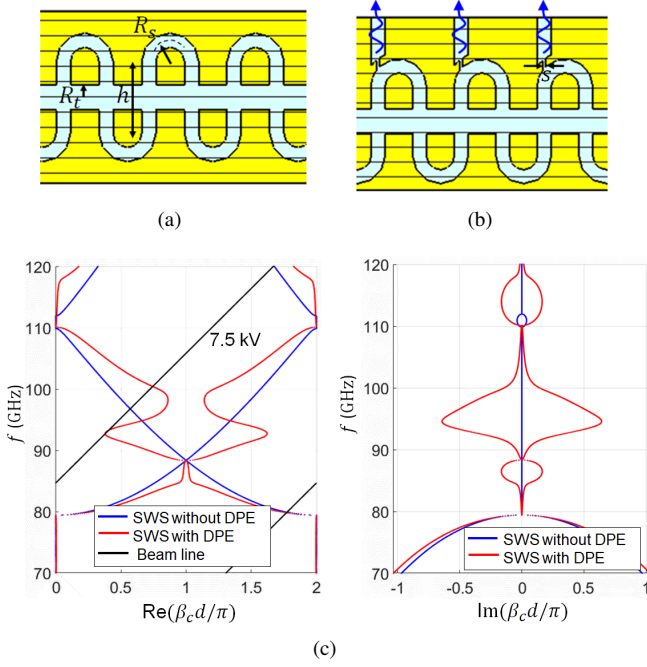 R_s
R_t
h
s
(a)
(b)
120
110
100
90
80
70
f (GHz)
7.5 kV
SWS without DPE
SWS with DPE
Beam line
0
0.5
1
1.5
2
Re(β_c d/π)
120
110
100
90
80
70
f (GHz)
SWS without DPE
SWS with DPE
-1
-0.5
0
0.5
1
Im(β_c d/π)
(c)